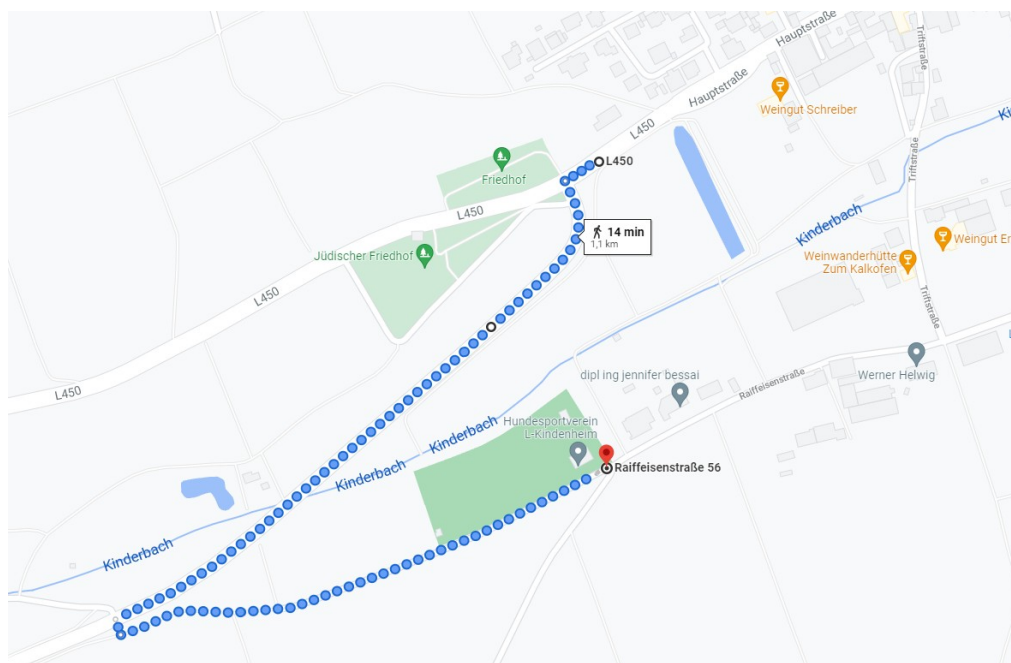 Hauptstraße
Triftstraße
Hauptstraße
L450
Weingut Schreiber
Ki
L450
Friedhof
Triftstraße
L450
14 min
1,1 km
Kinderbach
Weingut Er
Jüdischer Friedhof
Weinwanderhütte
Zum Kalkofen
L450
Triftstraße
L450
dipl ing jennifer bessai
Werner Helwig
Raiffeisenstraße
Hundesportverein
L-Kindenheim
Kinderbach
Raiffeisenstraße 56
Kinderbach
Kinderbach